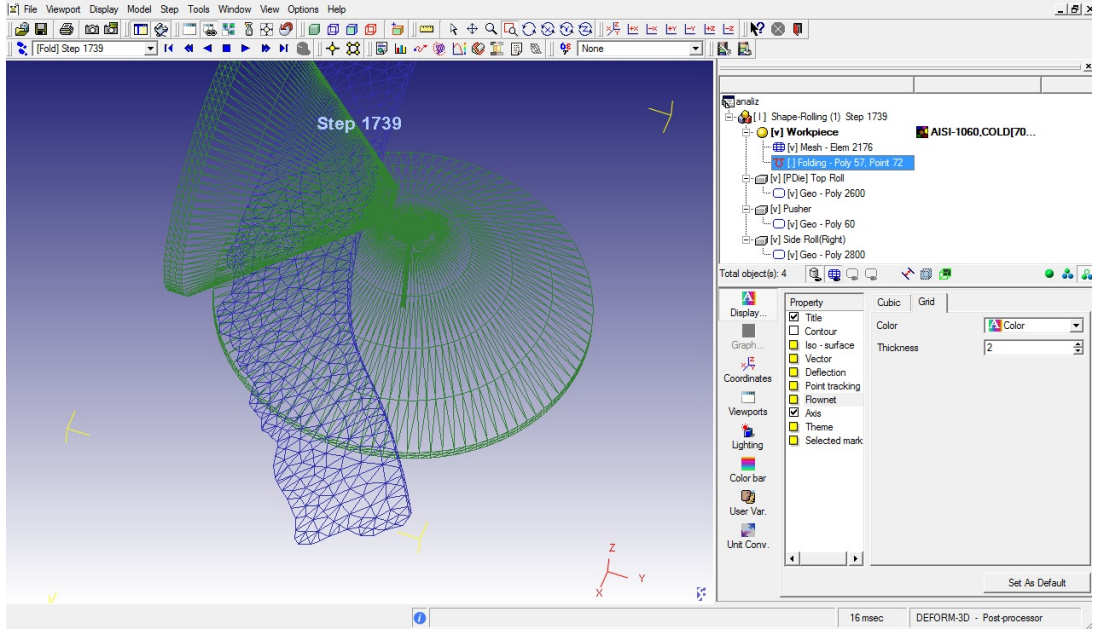 File Viewport Display Model Step Tools Window View Options Help
[Fold] Step 1739
None
Step 1739
Z
Y
X
analiz
[1] Shape-Rolling (1) Step 1739
[v] Workpiece
AISI-1060,COLD[70...
[v] Mesh - Elem 2176
[ ] Folding - Poly 57, Point 72
[v] [PDie] Top Roll
[v] Geo - Poly 2600
[v] Pusher
[v] Geo - Poly 60
[v] Side Roll(Right)
[v] Geo - Poly 2800
Total object(s): 4
Display...
Graph...
Coordinates
Viewports
Lighting
Color bar
User Var.
Unit Conv.
Property
Title
Contour
Iso - surface
Vector
Deflection
Point tracking
Flownet
Axis
Theme
Selected mark
Cubic Grid
Color
Color
Thickness
2
Set As Default
16 msec
DEFORM-3D - Post-processor